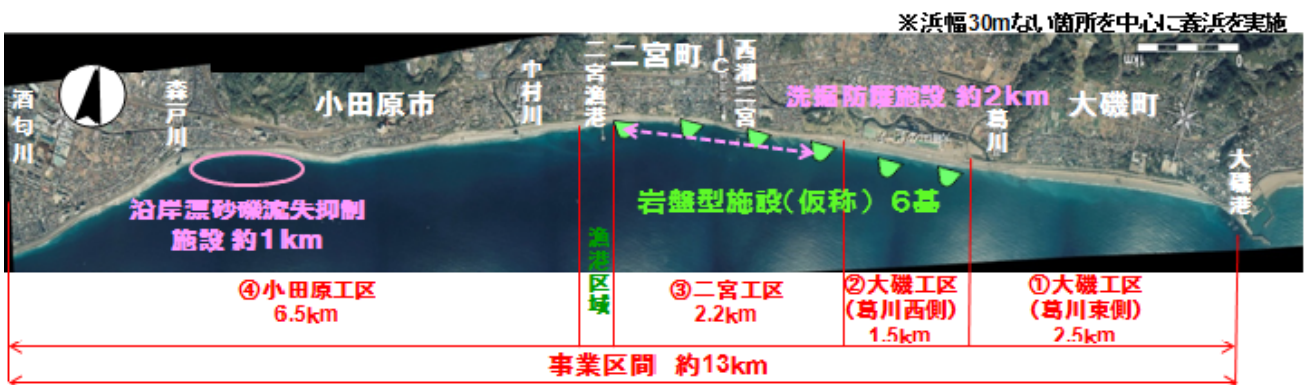 ※浜幅30mない箇所を中心に養浜を実施
酒匂川
森戸川
小田原市
中村川
二宮漁港
二宮町
西湘二宮
IC
洗掘防護施設 約2km
葛川
大磯町
大磯港
1km
0
沿岸漂砂礫流失抑制
施設 約1km
岩盤型施設(仮称) 6基
漁港区域
④小田原工区
6.5km
③二宮工区
2.2km
②大磯工区
(葛川西側)
1.5km
①大磯工区
(葛川東側)
2.5km
事業区間 約13km